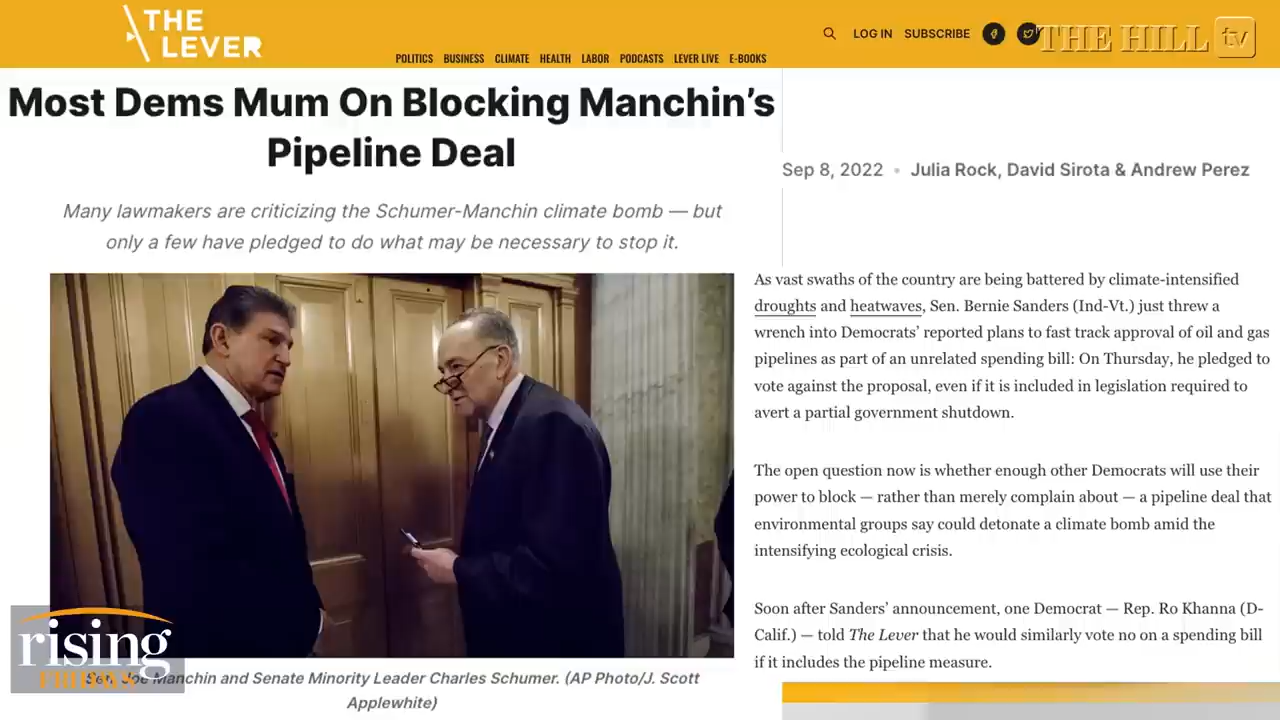 THE
LEVER
LOG IN SUBSCRIBE
THE HILL tv
POLITICS BUSINESS CLIMATE HEALTH LABOR PODCASTS LEVER LIVE E-BOOKS
Most Dems Mum On Blocking Manchin's
Pipeline Deal
Many lawmakers are criticizing the Schumer-Manchin climate bomb — but
only a few have pledged to do what may be necessary to stop it.
Sep 8, 2022 • Julia Rock, David Sirota & Andrew Perez
As vast swaths of the country are being battered by climate-intensified
droughts and heatwaves, Sen. Bernie Sanders (Ind-Vt.) just threw a
wrench into Democrats' reported plans to fast track approval of oil and gas
pipelines as part of an unrelated spending bill: On Thursday, he pledged to
vote against the proposal, even if it is included in legislation required to
avert a partial government shutdown.
The open question now is whether enough other Democrats will use their
power to block — rather than merely complain about — a pipeline deal that
environmental groups say could detonate a climate bomb amid the
intensifying ecological crisis.
Soon after Sanders' announcement, one Democrat — Rep. Ro Khanna (D-
Calif.) — told The Lever that he would similarly vote no on a spending bill
if it includes the pipeline measure.
rising
FRIDAYS
Sen. Joe Manchin and Senate Minority Leader Charles Schumer. (AP Photo/J. Scott
Applewhite)